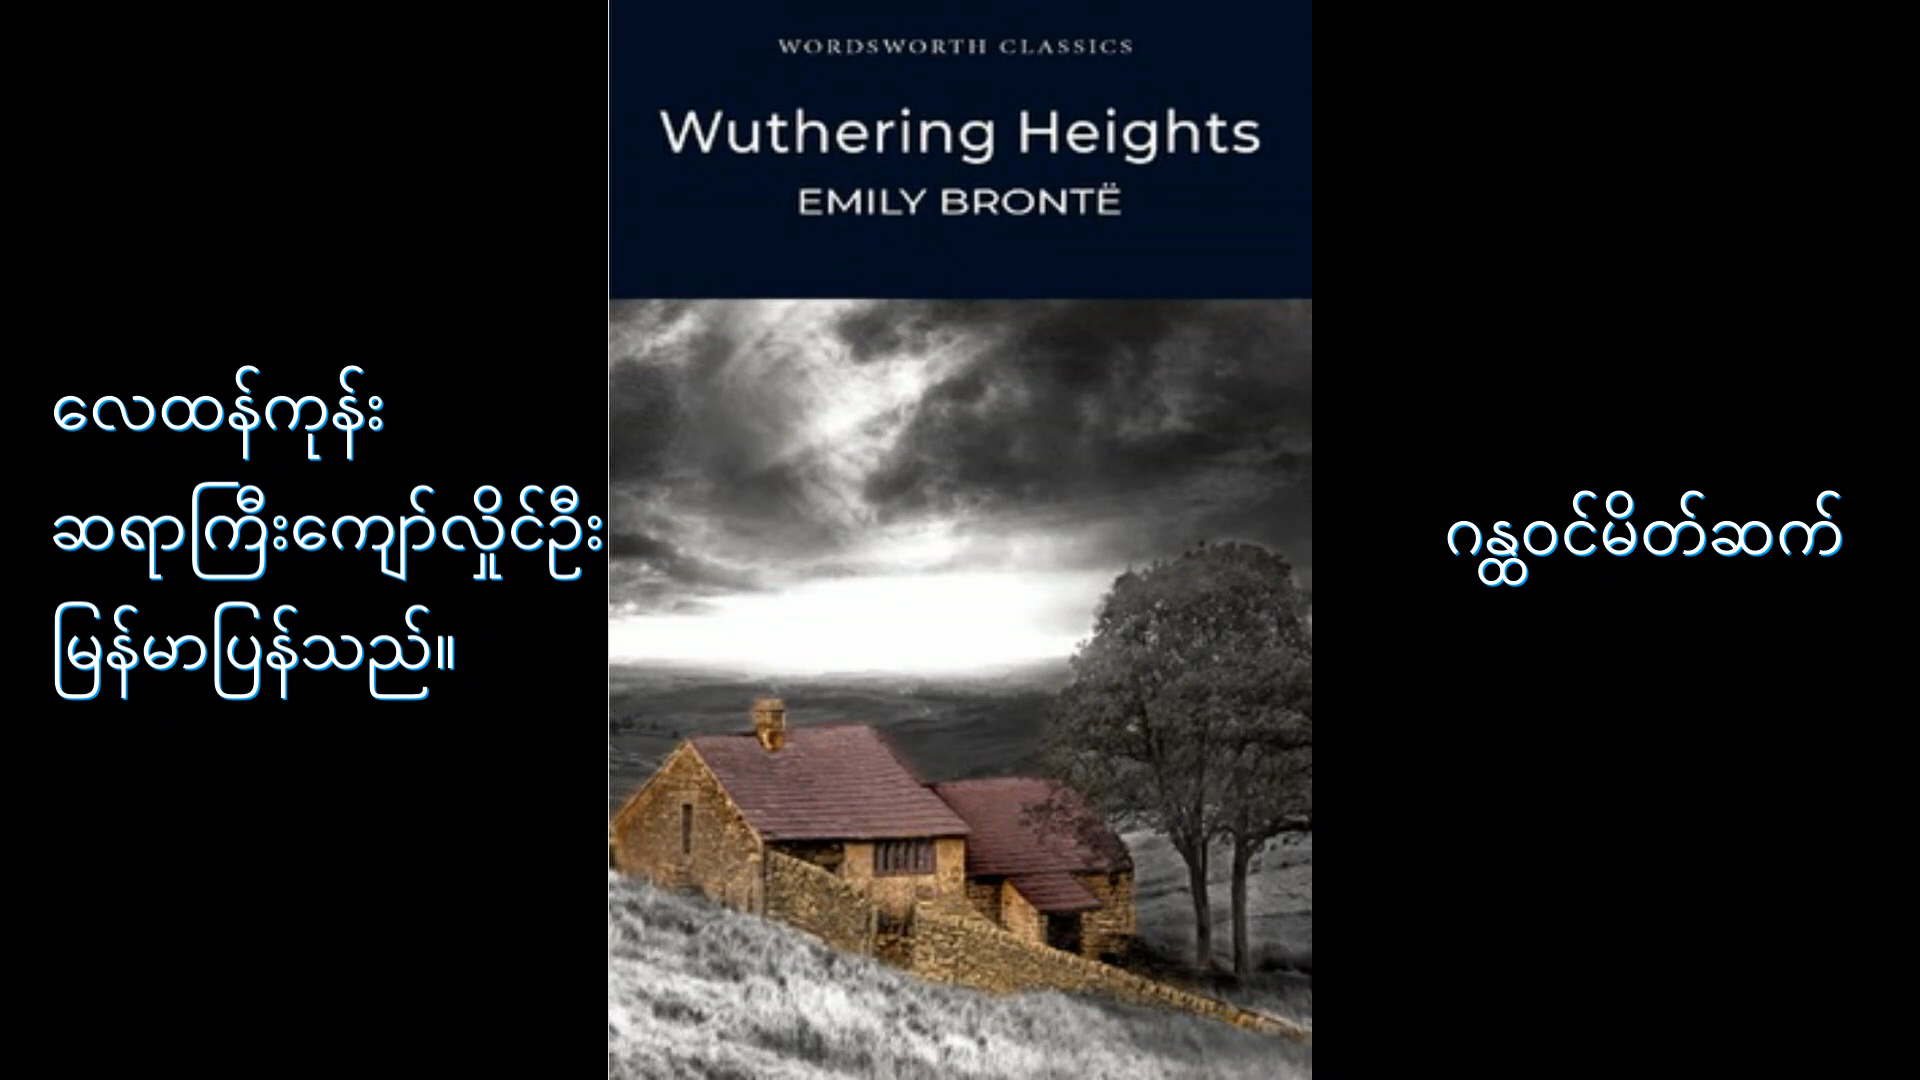 WORDSWORTH CLASSICS
Wuthering Heights
EMILY BRONTË
လေထန်ကုန်း
ဆရာကြီးကျော်လှိုင်ဦး
မြန်မာပြန်သည်။
ဂန္ထဝင်မိတ်ဆက်